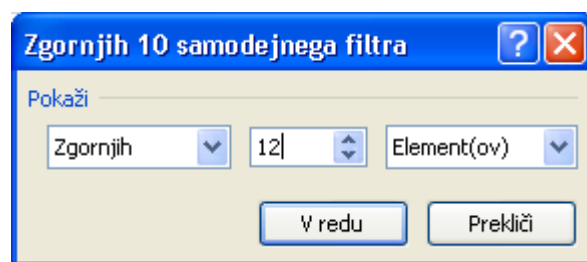 Zgornjih 10 samodejnega filtra
Pokaži
Zgornjih 12 Element(ov)
V redu Prekliči